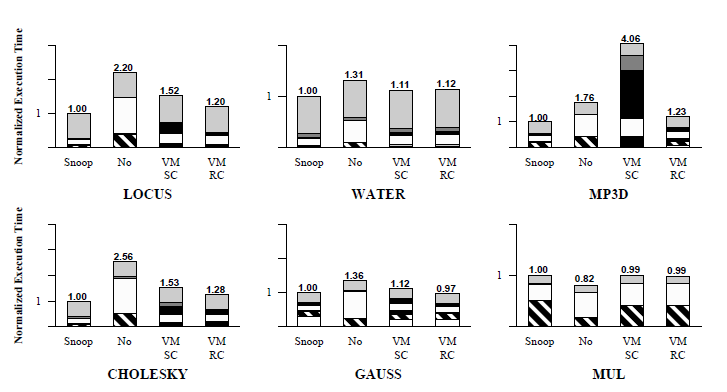 Normalized Execution Time
1
1.00
2.20
1.52
1.20
Snoop No VM SC VM RC
LOCUS
1
1.00
1.31
1.11
1.12
Snoop No VM SC VM RC
WATER
1
1.00
1.76
4.06
1.23
Snoop No VM SC VM RC
MP3D
Normalized Execution Time
1
1.00
2.56
1.53
1.28
Snoop No VM SC VM RC
CHOLESKY
1
1.00
1.36
1.12
0.97
Snoop No VM SC VM RC
GAUSS
1
1.00
0.82
0.99
0.99
Snoop No VM SC VM RC
MUL